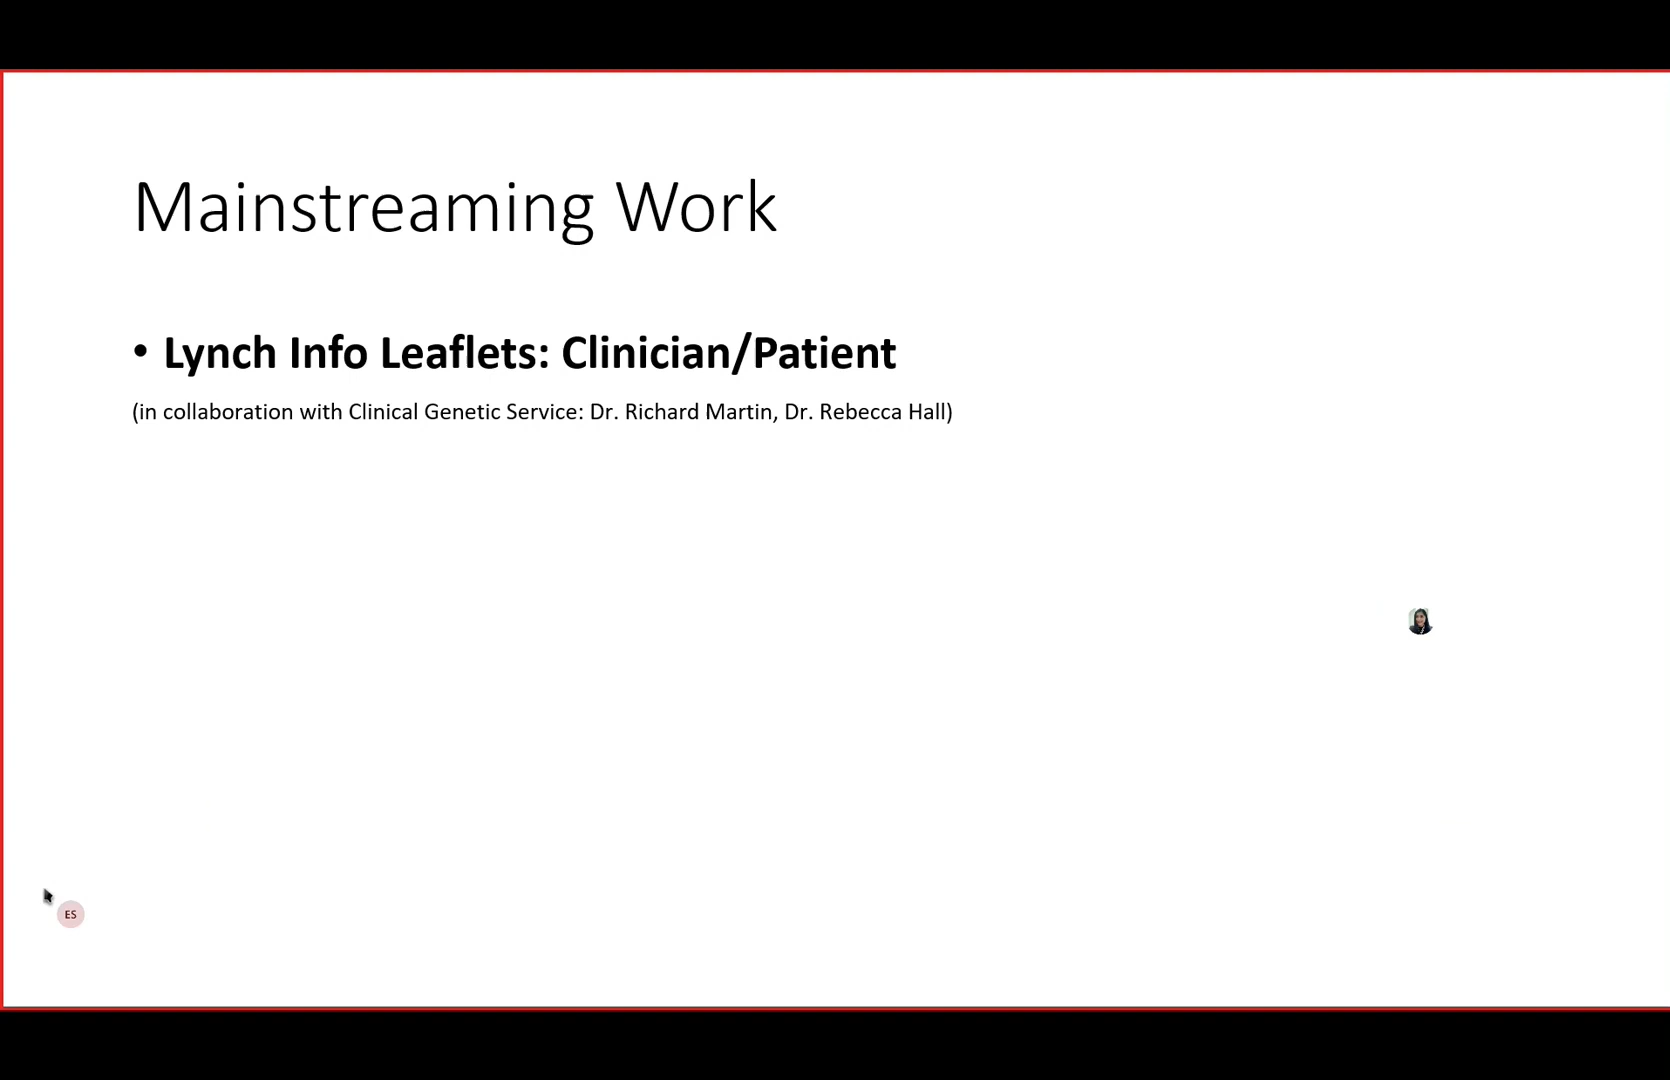 Mainstreaming Work
• Lynch Info Leaflets: Clinician/Patient
(in collaboration with Clinical Genetic Service: Dr. Richard Martin, Dr. Rebecca Hall)
ES